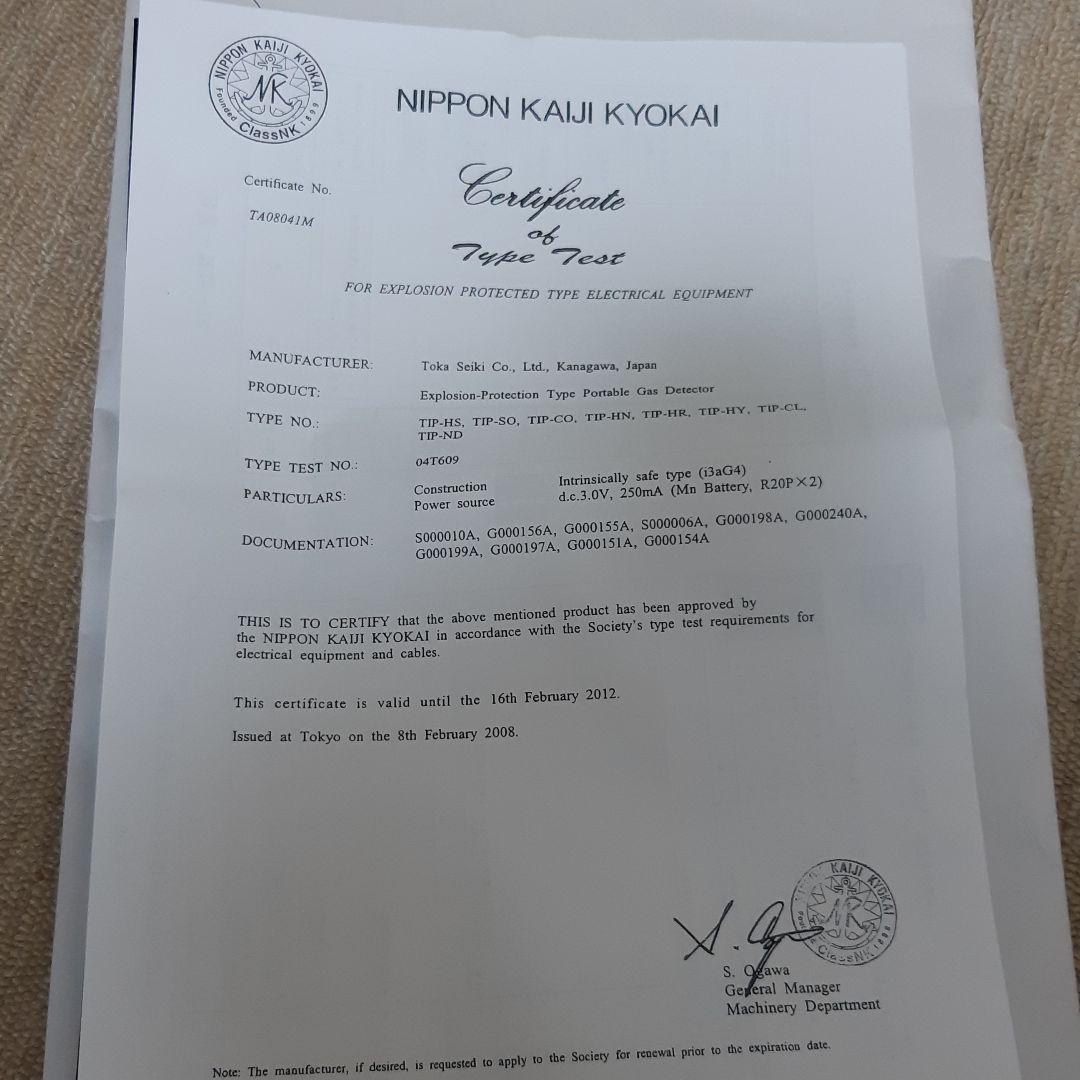 NIPPON KAIJI KYOKAI
NK
Founded 1899
ClassNK
NIPPON KAIJI KYOKAI
Certificate No.
TA08041M
Certificate
of
Type Test
FOR EXPLOSION PROTECTED TYPE ELECTRICAL EQUIPMENT
MANUFACTURER: Toka Seiki Co., Ltd., Kanagawa, Japan
PRODUCT: Explosion-Protection Type Portable Gas Detector
TYPE NO.: TIP-HS, TIP-SO, TIP-CO, TIP-HN, TIP-HR, TIP-HY, TIP-CL,
TIP-ND
TYPE TEST NO.: 04T609
PARTICULARS: Construction Intrinsically safe type (i3aG4)
Power source d.c.3.0V, 250mA (Mn Battery, R20P×2)
DOCUMENTATION: S000010A, G000156A, G000155A, S000006A, G000198A, G000240A,
G000199A, G000197A, G000151A, G000154A
THIS IS TO CERTIFY that the above mentioned product has been approved by
the NIPPON KAIJI KYOKAI in accordance with the Society's type test requirements for
electrical equipment and cables.
This certificate is valid until the 16th February 2012.
Issued at Tokyo on the 8th February 2008.
NIPPON KAIJI KYOKAI
NK
Founded 1899
ClassNK
S. Ogawa
General Manager
Machinery Department
Note: The manufacturer, if desired, is requested to apply to the Society for renewal prior to the expiration date.